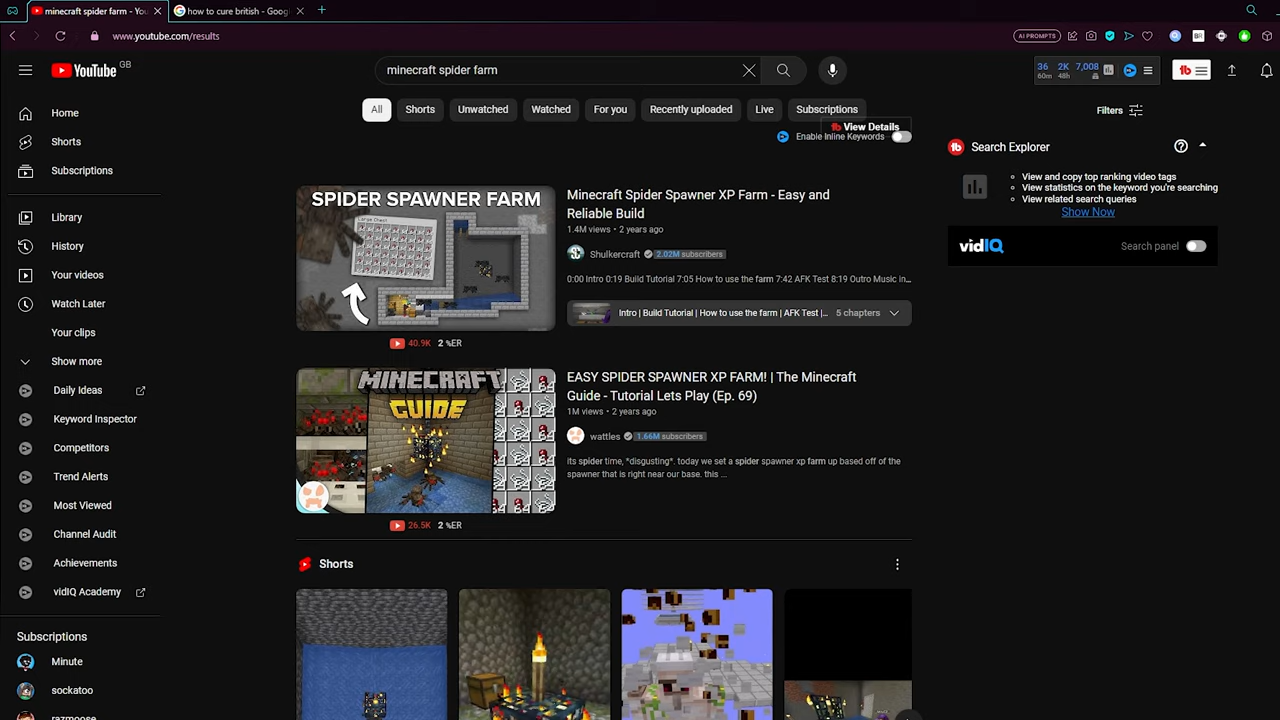 minecraft spider farm - You
how to cure british - Googl
www.youtube.com/results
AI PROMPTS
BR
YouTube GB
minecraft spider farm
36 2K 7,008
60m 48h
All
Shorts
Unwatched
Watched
For you
Recently uploaded
Live
Subscriptions
Filters
View Details
Enable Inline Keywords
Home
Shorts
Subscriptions
Library
History
Your videos
Watch Later
Your clips
Show more
Daily Ideas
Keyword Inspector
Competitors
Trend Alerts
Most Viewed
Channel Audit
Achievements
vidIQ Academy
Subscriptions
Minute
sockatoo
razmoose
SPIDER SPAWNER FARM
Large Chest
40.9K 2 %ER
Minecraft Spider Spawner XP Farm - Easy and
Reliable Build
1.4M views • 2 years ago
Shulkercraft 2.02M subscribers
0:00 Intro 0:19 Build Tutorial 7:05 How to use the farm 7:42 AFK Test 8:19 Outro Music in...
Intro | Build Tutorial | How to use the farm | AFK Test |... 5 chapters
MINECRAFT
GUIDE
26.5K 2 %ER
EASY SPIDER SPAWNER XP FARM! | The Minecraft
Guide - Tutorial Lets Play (Ep. 69)
1M views • 2 years ago
wattles 1.66M subscribers
its spider time, *disgusting*. today we set a spider spawner xp farm up based off of the
spawner that is right near our base. this ...
Shorts
tb Search Explorer
View and copy top ranking video tags
View statistics on the keyword you're searching
View related search queries
Show Now
vidIQ
Search panel